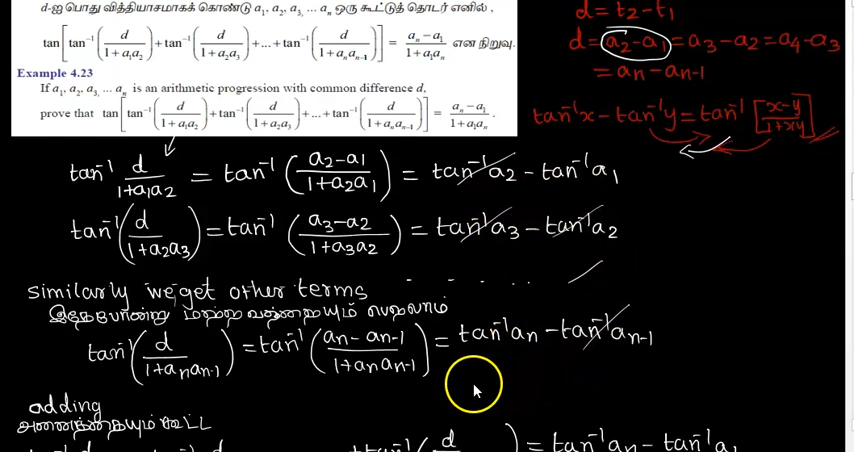 d-ஐ பொது வித்தியாசமாகக் கொண்டு a₁, a₂, a₃, ... aₙ ஒரு கூட்டுத் தொடர் எனில்,
tan[tan⁻¹(d/(1+a₁a₂)) + tan⁻¹(d/(1+a₂a₃)) + ... + tan⁻¹(d/(1+aₙaₙ₋₁))] = (aₙ−a₁)/(1+a₁aₙ) என நிறுவு.
Example 4.23
If a₁, a₂, a₃, ... aₙ is an arithmetic progression with common difference d,
prove that tan[tan⁻¹(d/(1+a₁a₂)) + tan⁻¹(d/(1+a₂a₃)) + ... + tan⁻¹(d/(1+aₙaₙ₋₁))] = (aₙ−a₁)/(1+a₁aₙ).
d = t₂ − t₁
d = a₂ − a₁ = a₃ − a₂ = a₄ − a₃
= aₙ − aₙ₋₁
tan⁻¹x − tan⁻¹y = tan⁻¹[(x−y)/(1+xy)]
tan⁻¹ d/(1+a₁a₂) = tan⁻¹((a₂−a₁)/(1+a₂a₁)) = tan⁻¹a₂ − tan⁻¹a₁
tan⁻¹(d/(1+a₂a₃)) = tan⁻¹((a₃−a₂)/(1+a₃a₂)) = tan⁻¹a₃ − tan⁻¹a₂
similarly we get other terms - - - . . . . .
இதேபோன்று மற்றவற்றையும் பெறலாம்
tan⁻¹(d/(1+aₙaₙ₋₁)) = tan⁻¹((aₙ−aₙ₋₁)/(1+aₙaₙ₋₁)) = tan⁻¹aₙ − tan⁻¹aₙ₋₁
adding
அனைத்தையும் கூட்ட
= tan⁻¹aₙ − tan⁻¹a₁